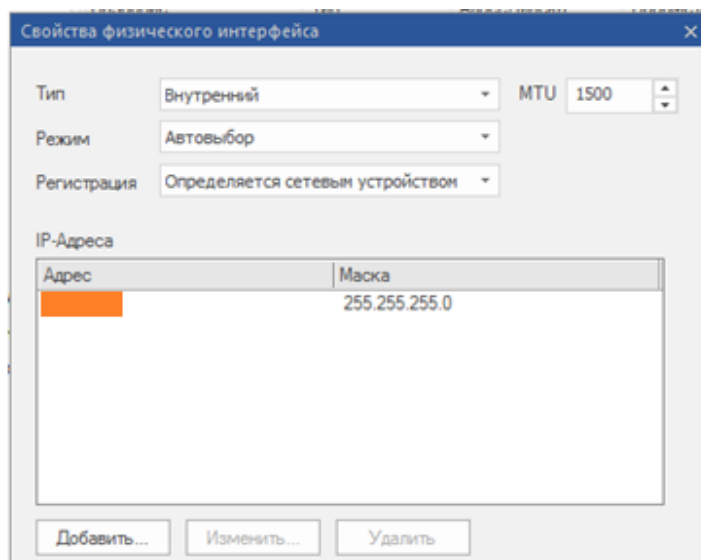 Свойства физического интерфейса
Тип Внутренний MTU 1500
Режим Автовыбор
Регистрация Определяется сетевым устройством
IP-Адреса
Адрес Маска
255.255.255.0
Добавить... Изменить... Удалить